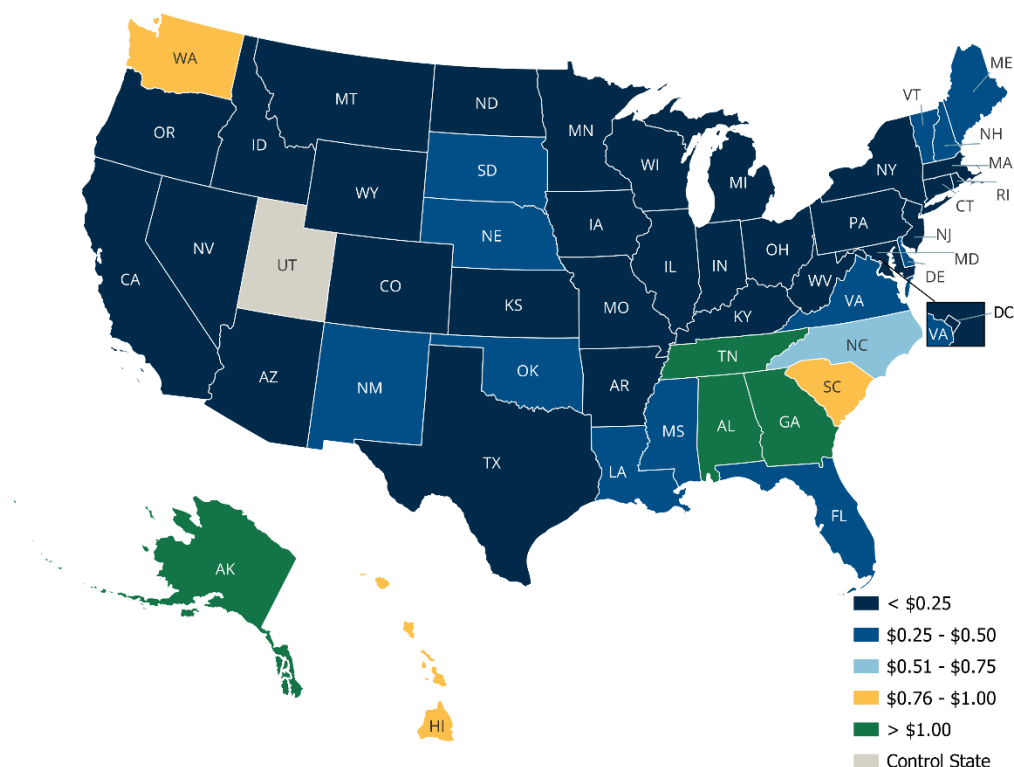 WA
MT
ND
OR
ID
MN
WI
MI
NY
ME
VT
NH
MA
RI
CT
SD
WY
NE
IA
PA
NJ
MD
DE
NV
UT
CA
CO
KS
IL
IN
OH
WV
VA
MO
KY
DC
VA
NC
TN
SC
AZ
NM
OK
AR
MS
AL
GA
TX
LA
FL
AK
HI
< $0.25
$0.25 - $0.50
$0.51 - $0.75
$0.76 - $1.00
> $1.00
Control State